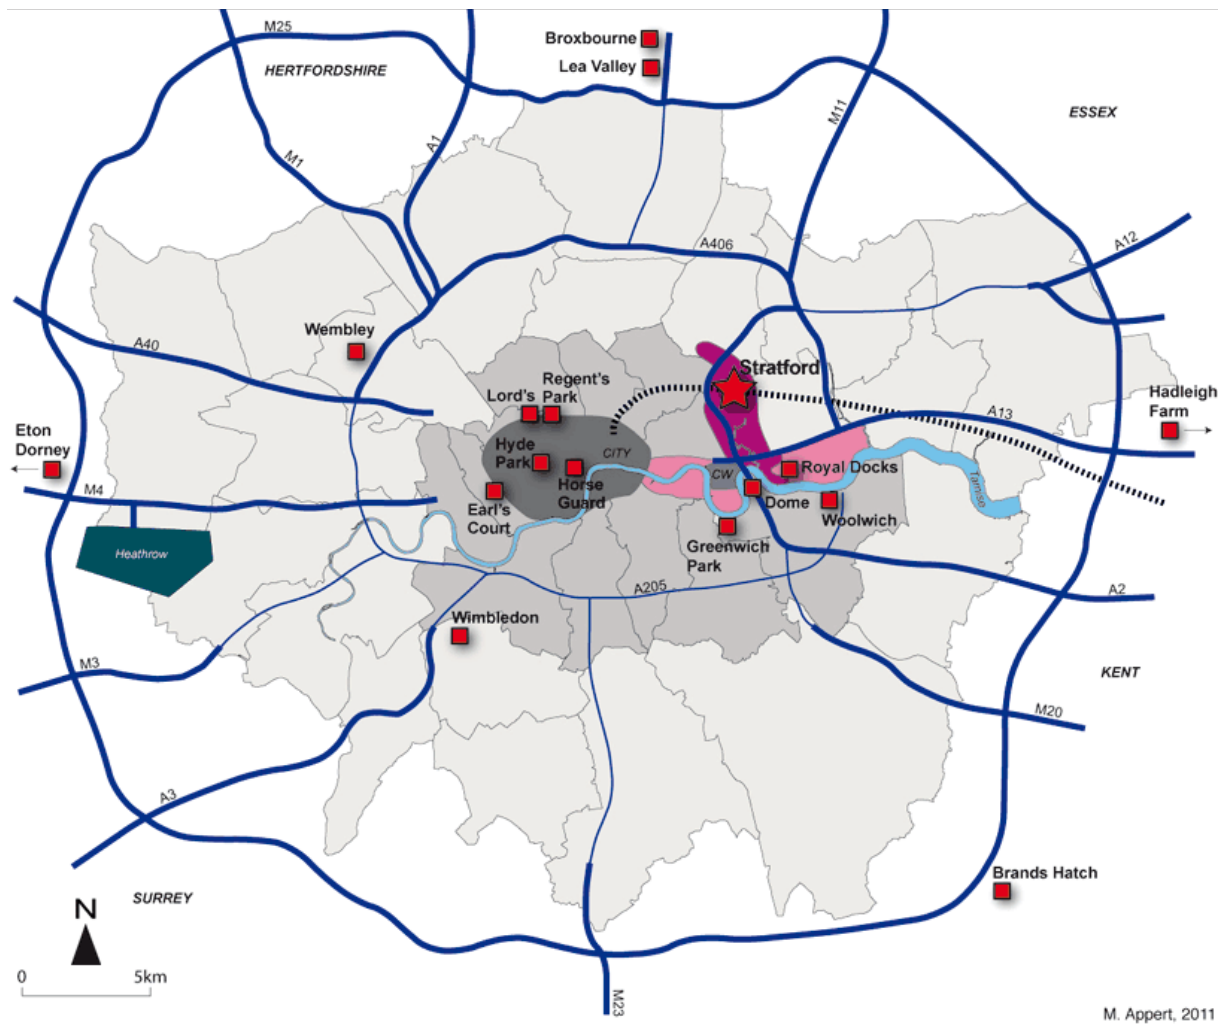 M25
HERTFORDSHIRE
Broxbourne
Lea Valley
ESSEX
M11
A1
M1
A12
A406
Wembley
A40
Stratford
Regent's
Park
Lord's
Hadleigh
Farm
A13
Eton
Dorney
Hyde
Park
CITY
CW
Royal Docks
Horse
Guard
Tamise
M4
Earl's
Court
Dome
Woolwich
Heathrow
Greenwich
Park
A205
A2
Wimbledon
M3
KENT
M20
A3
Brands Hatch
SURREY
N
0
5km
M23
M. Appert, 2011